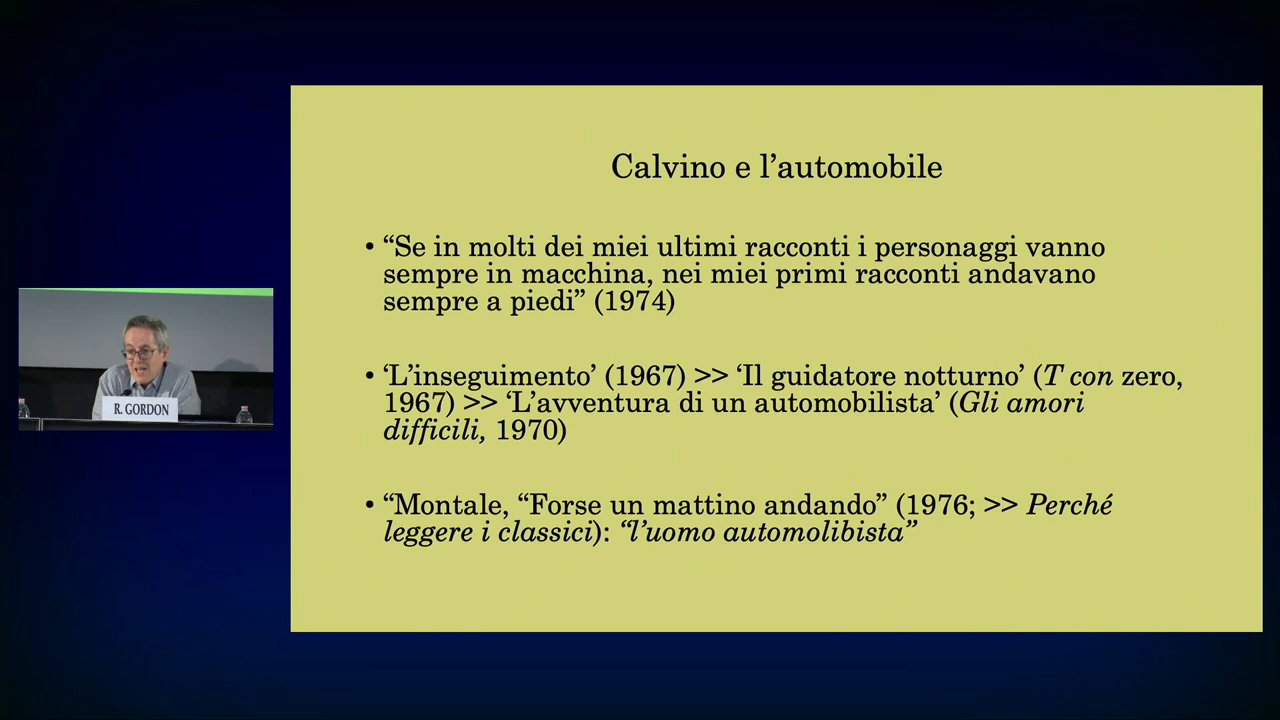 Calvino e l’automobile
• “Se in molti dei miei ultimi racconti i personaggi vanno
sempre in macchina, nei miei primi racconti andavano
sempre a piedi” (1974)
• ‘L’inseguimento’ (1967) >> ‘Il guidatore notturno’ (T con zero,
1967) >> ‘L’avventura di un automobilista’ (Gli amori
difficili, 1970)
• “Montale, “Forse un mattino andando” (1976; >> Perché
leggere i classici): “l’uomo automolibista”
R. GORDON